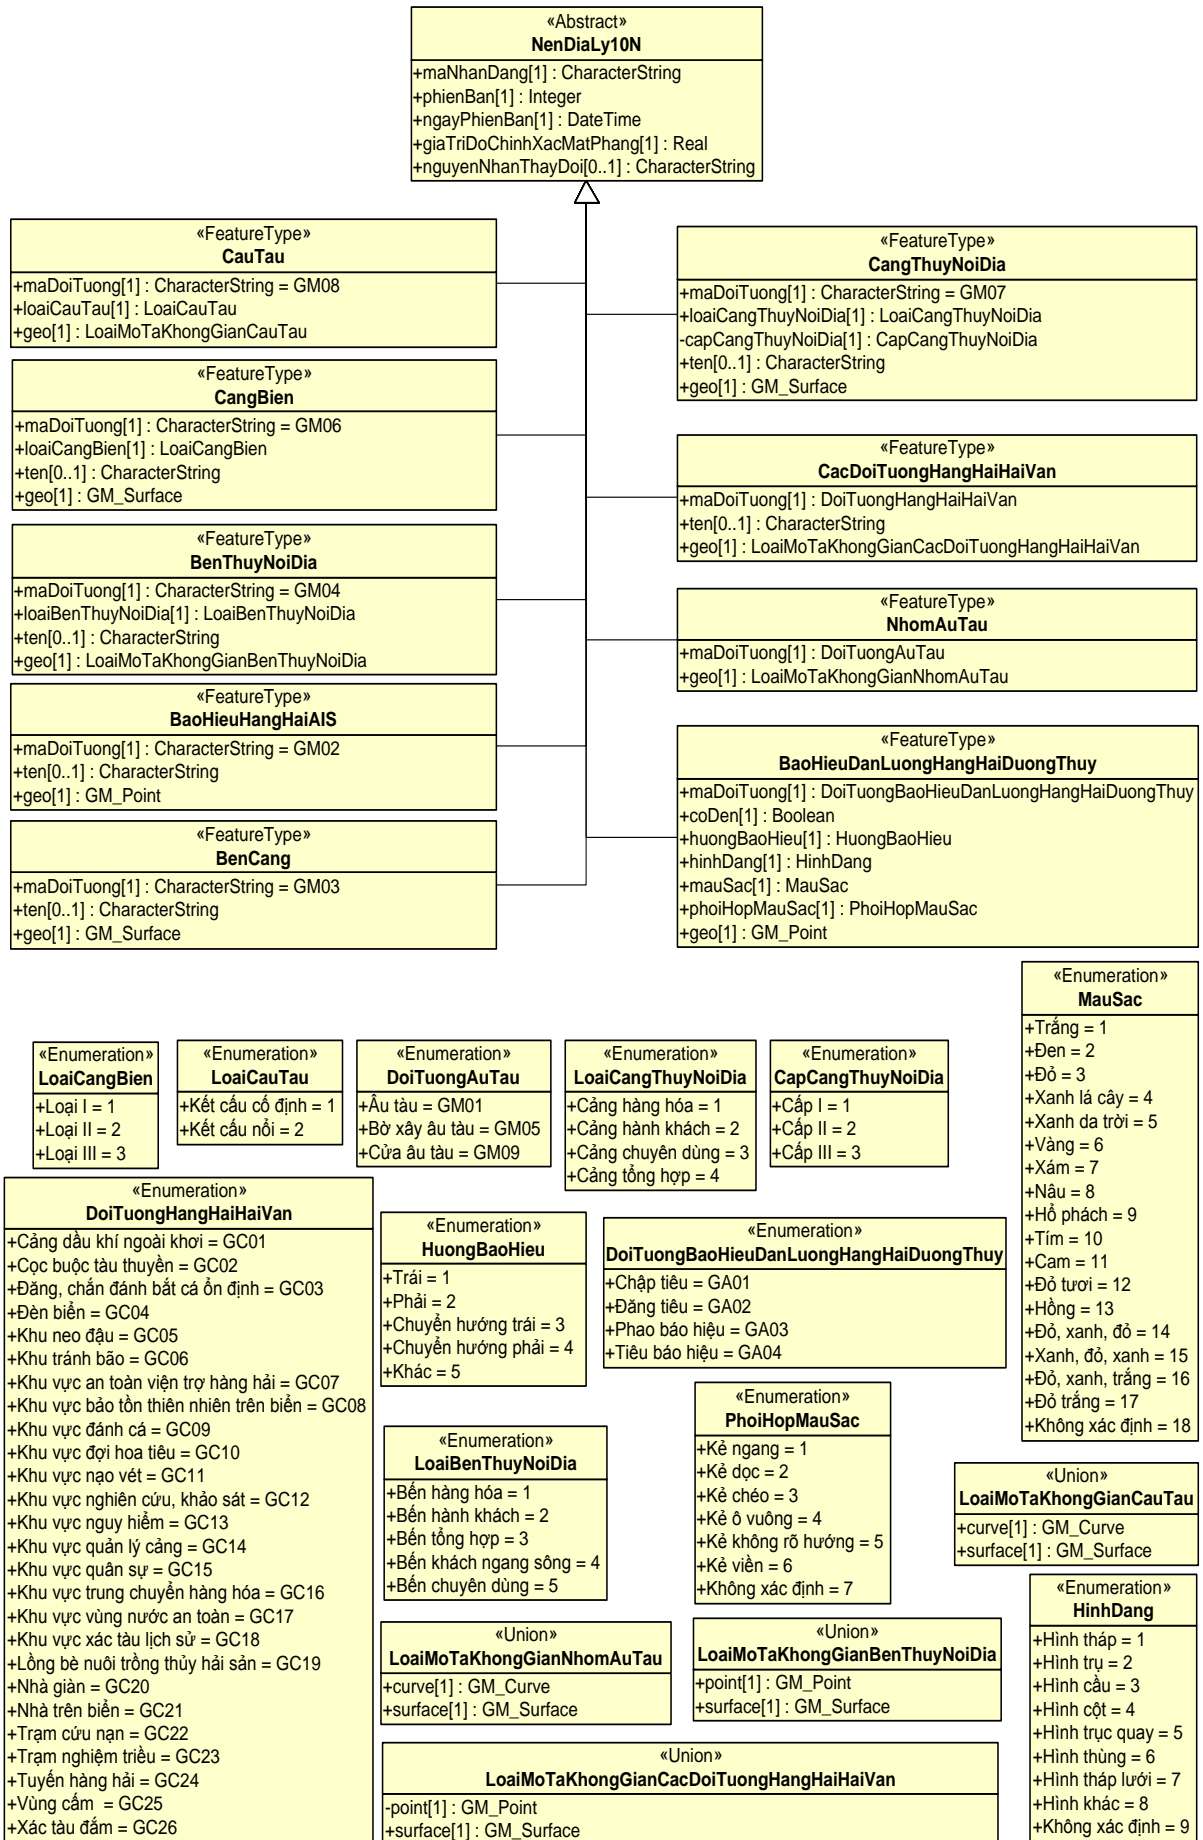 «Abstract»
NenDiaLy10N
+maNhanDang[1] : CharacterString
+phienBan[1] : Integer
+ngayPhienBan[1] : DateTime
+giaTriDoChinhXacMatPhang[1] : Real
+nguyenNhanThayDoi[0..1] : CharacterString
«FeatureType»
CauTau
+maDoiTuong[1] : CharacterString = GM08
+loaiCauTau[1] : LoaiCauTau
+geo[1] : LoaiMoTaKhongGianCauTau
«FeatureType»
CangBien
+maDoiTuong[1] : CharacterString = GM06
+loaiCangBien[1] : LoaiCangBien
+ten[0..1] : CharacterString
+geo[1] : GM_Surface
«FeatureType»
BenThuyNoiDia
+maDoiTuong[1] : CharacterString = GM04
+loaiBenThuyNoiDia[1] : LoaiBenThuyNoiDia
+ten[0..1] : CharacterString
+geo[1] : LoaiMoTaKhongGianBenThuyNoiDia
«FeatureType»
BaoHieuHangHaiAIS
+maDoiTuong[1] : CharacterString = GM02
+ten[0..1] : CharacterString
+geo[1] : GM_Point
«FeatureType»
BenCang
+maDoiTuong[1] : CharacterString = GM03
+ten[0..1] : CharacterString
+geo[1] : GM_Surface
«FeatureType»
CangThuyNoiDia
+maDoiTuong[1] : CharacterString = GM07
+loaiCangThuyNoiDia[1] : LoaiCangThuyNoiDia
-capCangThuyNoiDia[1] : CapCangThuyNoiDia
+ten[0..1] : CharacterString
+geo[1] : GM_Surface
«FeatureType»
CacDoiTuongHangHaiHaiVan
+maDoiTuong[1] : DoiTuongHangHaiHaiVan
+ten[0..1] : CharacterString
+geo[1] : LoaiMoTaKhongGianCacDoiTuongHangHaiHaiVan
«FeatureType»
NhomAuTau
+maDoiTuong[1] : DoiTuongAuTau
+geo[1] : LoaiMoTaKhongGianNhomAuTau
«FeatureType»
BaoHieuDanLuongHangHaiDuongThuy
+maDoiTuong[1] : DoiTuongBaoHieuDanLuongHangHaiDuongThuy
+coDen[1] : Boolean
+huongBaoHieu[1] : HuongBaoHieu
+hinhDang[1] : HinhDang
+mauSac[1] : MauSac
+phoiHopMauSac[1] : PhoiHopMauSac
+geo[1] : GM_Point
«Enumeration»
MauSac
+Trắng = 1
+Đen = 2
+Đỏ = 3
+Xanh lá cây = 4
+Xanh da trời = 5
+Vàng = 6
+Xám = 7
+Nâu = 8
+Hổ phách = 9
+Tím = 10
+Cam = 11
+Đỏ tươi = 12
+Hồng = 13
+Đỏ, xanh, đỏ = 14
+Xanh, đỏ, xanh = 15
+Đỏ, xanh, trắng = 16
+Đỏ trắng = 17
+Không xác định = 18
«Enumeration»
LoaiCangBien
+Loại I = 1
+Loại II = 2
+Loại III = 3
«Enumeration»
LoaiCauTau
+Kết cấu cố định = 1
+Kết cấu nổi = 2
«Enumeration»
DoiTuongAuTau
+Âu tàu = GM01
+Bờ xây âu tàu = GM05
+Cửa âu tàu = GM09
«Enumeration»
LoaiCangThuyNoiDia
+Cảng hàng hóa = 1
+Cảng hành khách = 2
+Cảng chuyên dùng = 3
+Cảng tổng hợp = 4
«Enumeration»
CapCangThuyNoiDia
+Cấp I = 1
+Cấp II = 2
+Cấp III = 3
«Enumeration»
DoiTuongHangHaiHaiVan
+Cảng dầu khí ngoài khơi = GC01
+Cọc buộc tàu thuyền = GC02
+Đăng, chắn đánh bắt cá ổn định = GC03
+Đèn biển = GC04
+Khu neo đậu = GC05
+Khu tránh bão = GC06
+Khu vực an toàn viện trợ hàng hải = GC07
+Khu vực bảo tồn thiên nhiên trên biển = GC08
+Khu vực đánh cá = GC09
+Khu vực đợi hoa tiêu = GC10
+Khu vực nạo vét = GC11
+Khu vực nghiên cứu, khảo sát = GC12
+Khu vực nguy hiểm = GC13
+Khu vực quản lý cảng = GC14
+Khu vực quân sự = GC15
+Khu vực trung chuyển hàng hóa = GC16
+Khu vực vùng nước an toàn = GC17
+Khu vực xác tàu lịch sử = GC18
+Lồng bè nuôi trồng thủy hải sản = GC19
+Nhà giàn = GC20
+Nhà trên biển = GC21
+Trạm cứu nạn = GC22
+Trạm nghiệm triều = GC23
+Tuyến hàng hải = GC24
+Vùng cấm = GC25
+Xác tàu đắm = GC26
«Enumeration»
HuongBaoHieu
+Trái = 1
+Phải = 2
+Chuyển hướng trái = 3
+Chuyển hướng phải = 4
+Khác = 5
«Enumeration»
DoiTuongBaoHieuDanLuongHangHaiDuongThuy
+Chập tiêu = GA01
+Đăng tiêu = GA02
+Phao báo hiệu = GA03
+Tiêu báo hiệu = GA04
«Enumeration»
LoaiBenThuyNoiDia
+Bến hàng hóa = 1
+Bến hành khách = 2
+Bến tổng hợp = 3
+Bến khách ngang sông = 4
+Bến chuyên dùng = 5
«Enumeration»
PhoiHopMauSac
+Kẻ ngang = 1
+Kẻ dọc = 2
+Kẻ chéo = 3
+Kẻ ô vuông = 4
+Kẻ không rõ hướng = 5
+Kẻ viền = 6
+Không xác định = 7
«Union»
LoaiMoTaKhongGianCauTau
+curve[1] : GM_Curve
+surface[1] : GM_Surface
«Union»
LoaiMoTaKhongGianNhomAuTau
+curve[1] : GM_Curve
+surface[1] : GM_Surface
«Union»
LoaiMoTaKhongGianBenThuyNoiDia
+point[1] : GM_Point
+surface[1] : GM_Surface
«Enumeration»
HinhDang
+Hình tháp = 1
+Hình trụ = 2
+Hình cầu = 3
+Hình cột = 4
+Hình trục quay = 5
+Hình thùng = 6
+Hình tháp lưới = 7
+Hình khác = 8
+Không xác định = 9
«Union»
LoaiMoTaKhongGianCacDoiTuongHangHaiHaiVan
-point[1] : GM_Point
+surface[1] : GM_Surface